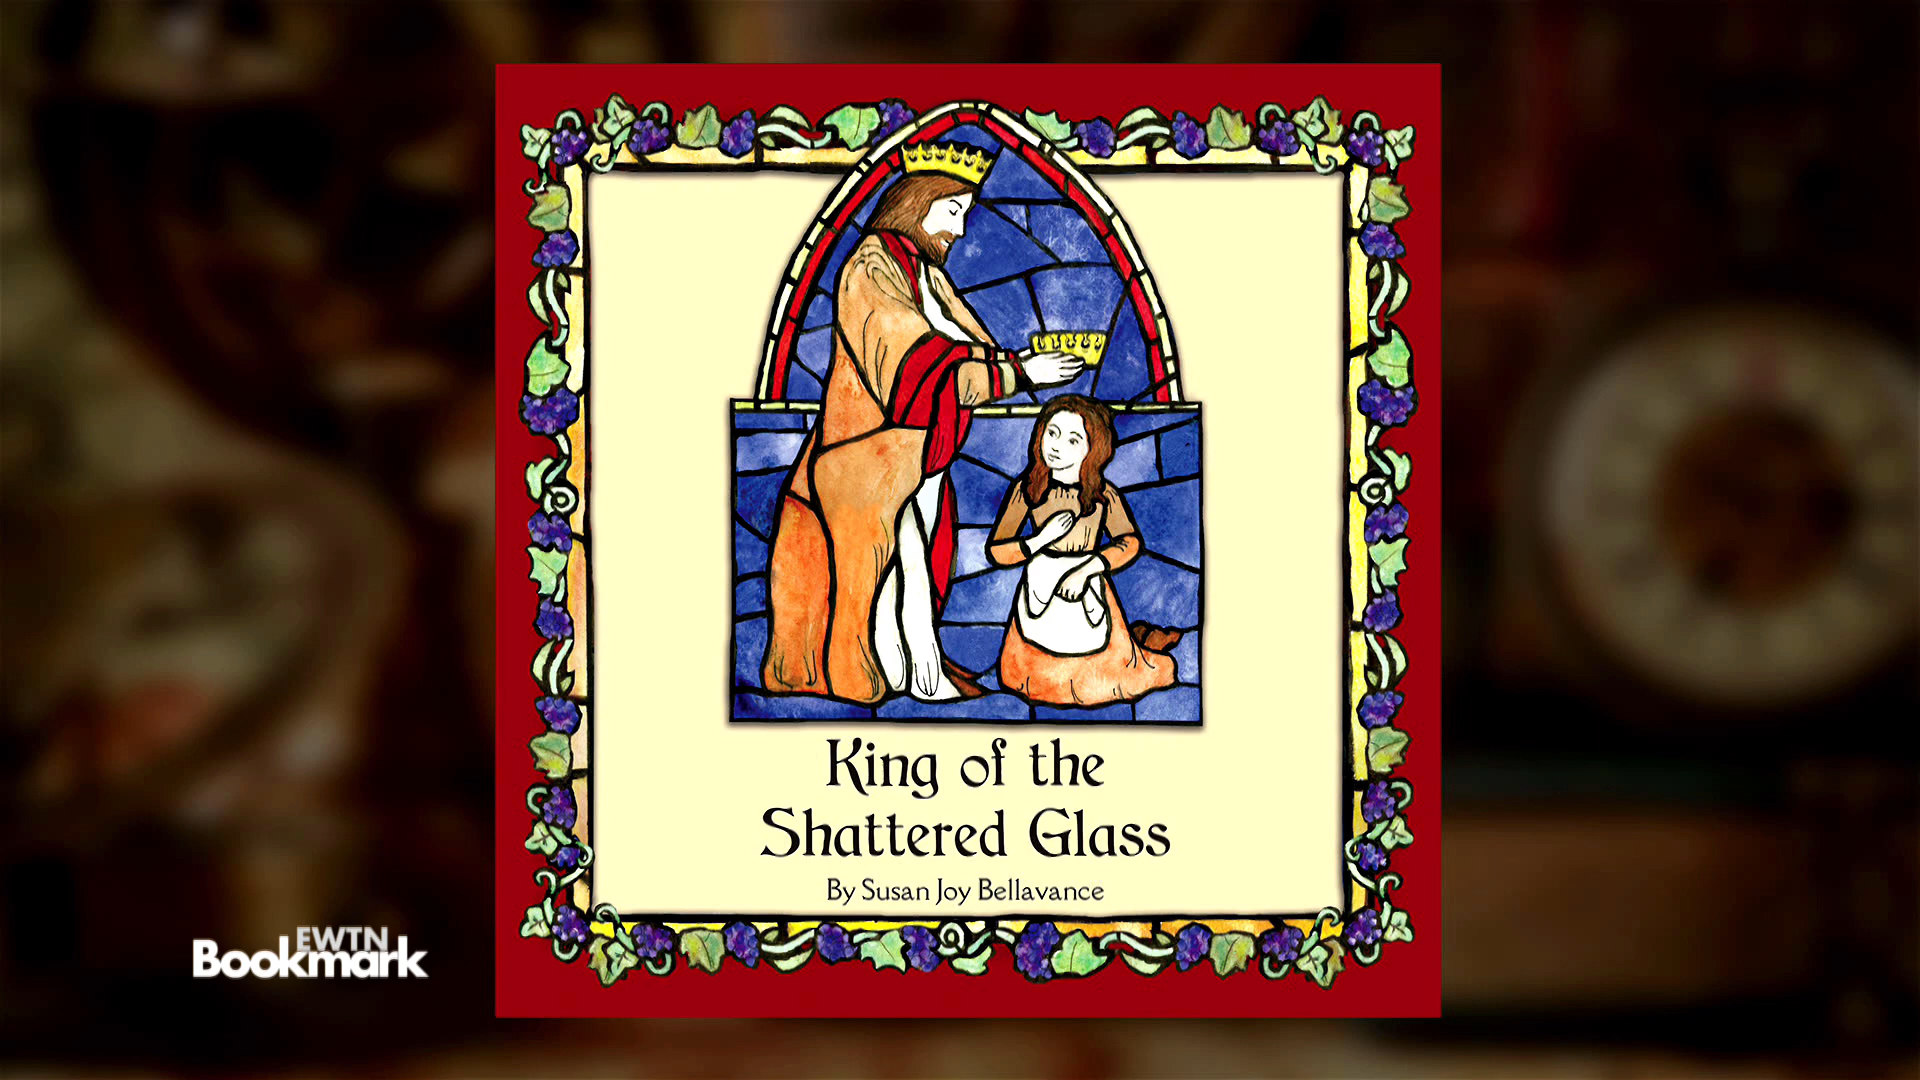 King of the
Shattered Glass
By Susan Joy Bellavance
EWTN
Bookmark